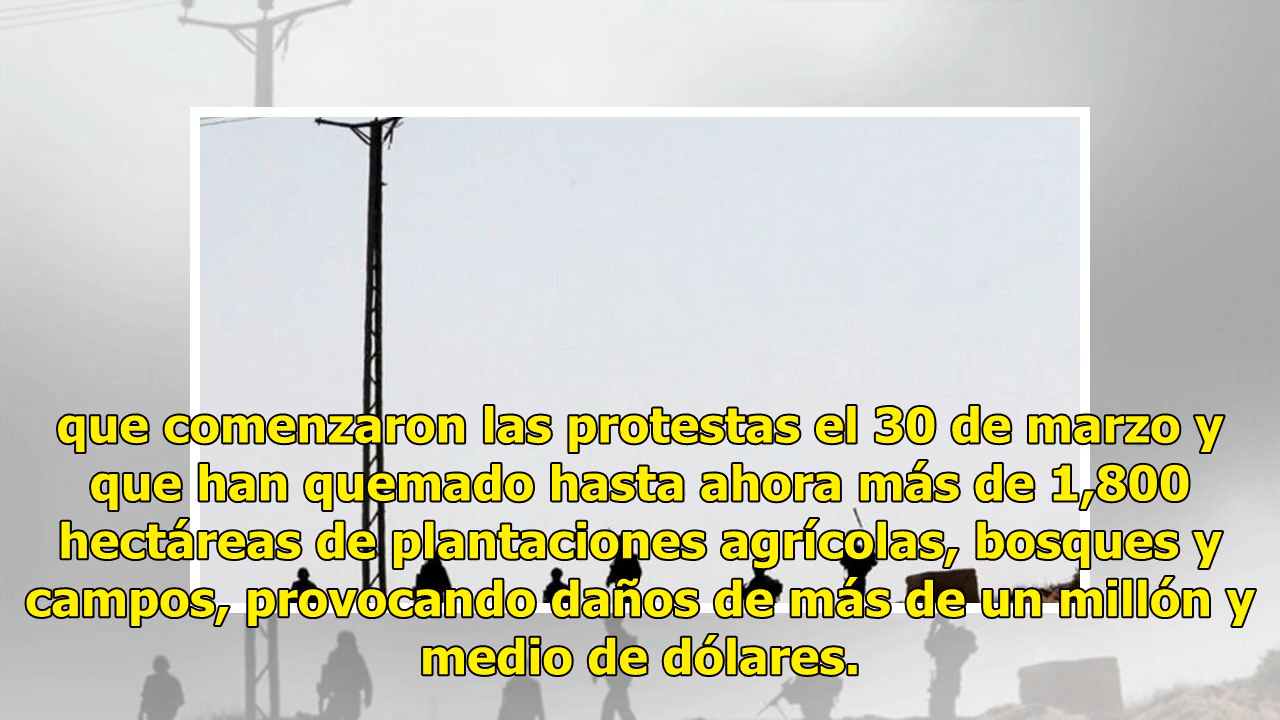 que comenzaron las protestas el 30 de marzo y
que han quemado hasta ahora más de 1,800
hectáreas de plantaciones agrícolas, bosques y
campos, provocando daños de más de un millón y
medio de dólares.